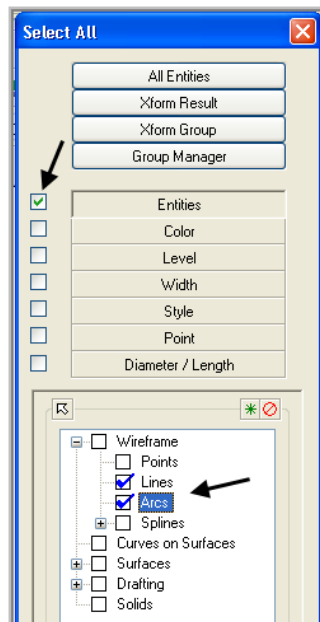 Select All
All Entities
Xform Result
Xform Group
Group Manager
Entities
Color
Level
Width
Style
Point
Diameter / Length
Wireframe
Points
Lines
Arcs
Splines
Curves on Surfaces
Surfaces
Drafting
Solids